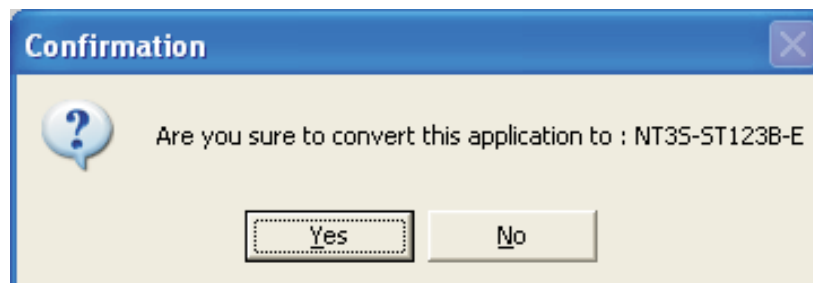 Confirmation
Are you sure to convert this application to : NT3S-ST123B-E
Yes
No